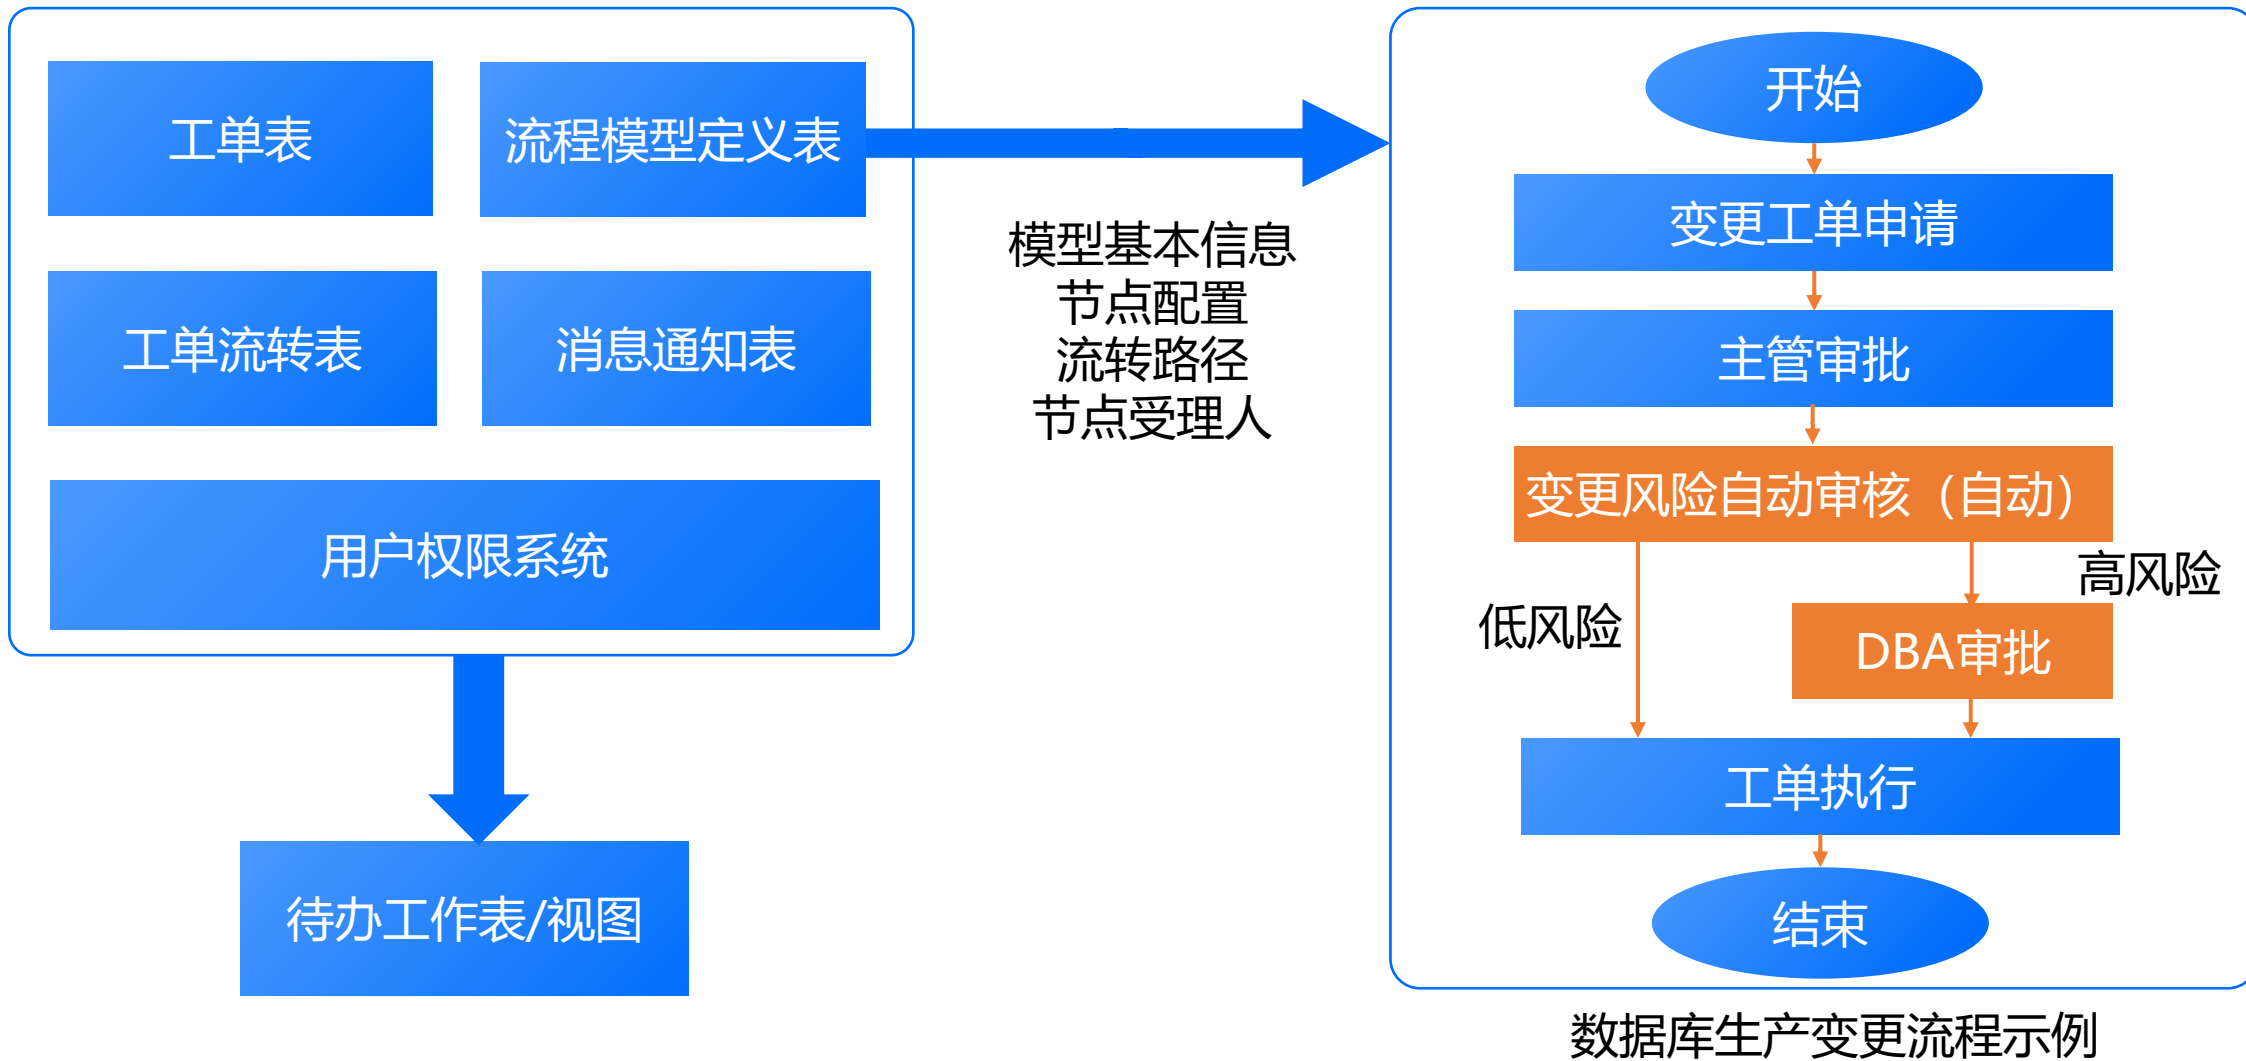 工单表
流程模型定义表
工单流转表
消息通知表
用户权限系统
待办工作表/视图
模型基本信息
节点配置
流转路径
节点受理人
开始
变更工单申请
主管审批
变更风险自动审核（自动）
低风险
高风险
DBA审批
工单执行
结束
数据库生产变更流程示例